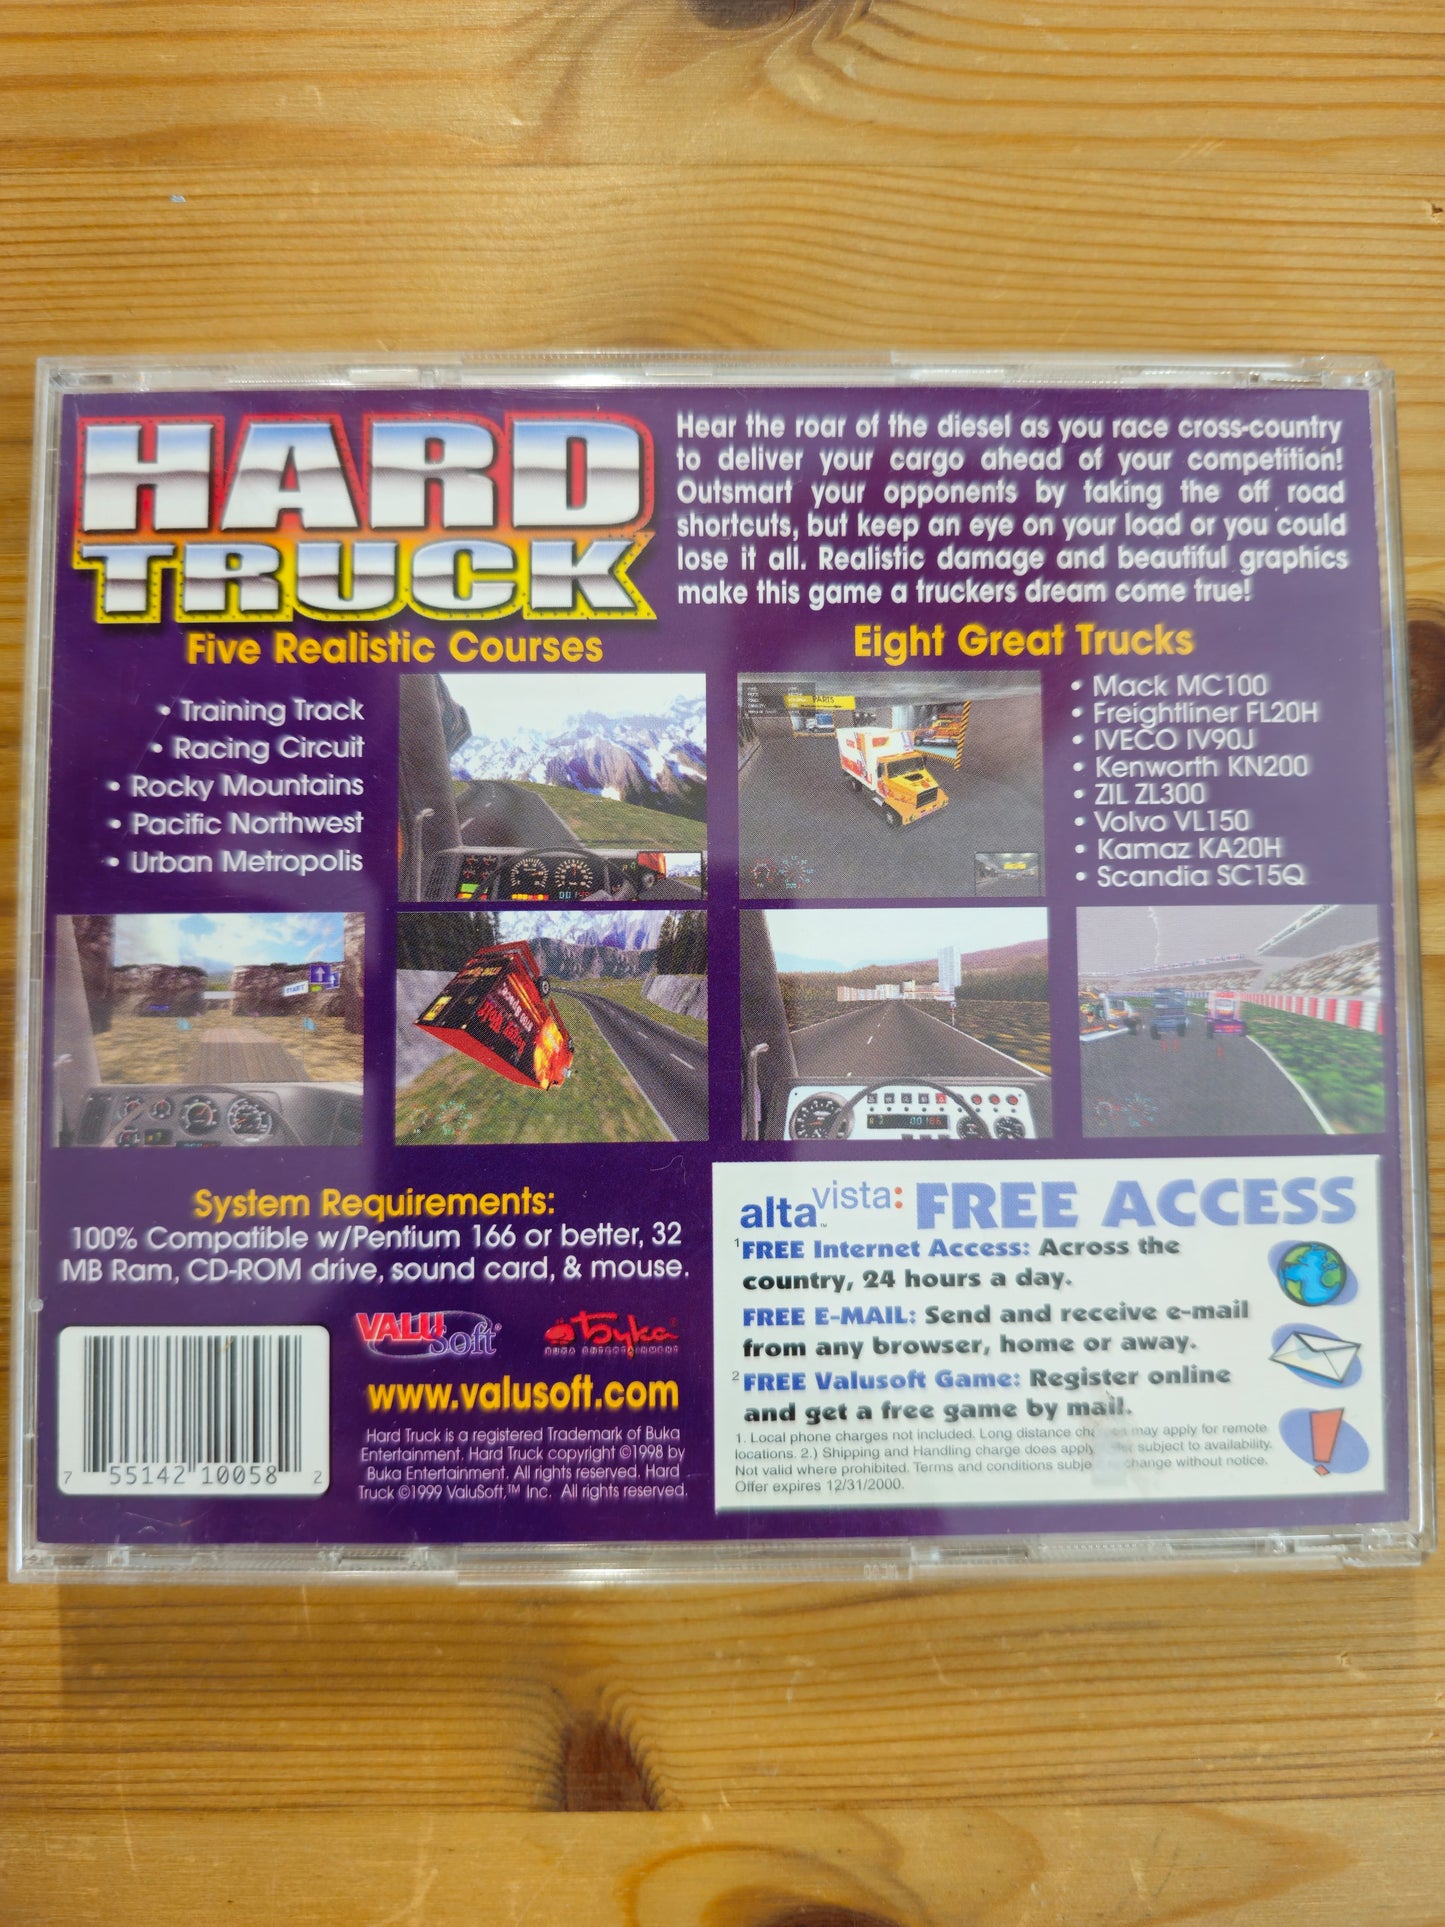 HARD
TRUCK
Hear the roar of the diesel as you race cross-country
to deliver your cargo ahead of your competition!
Outsmart your opponents by taking the off road
shortcuts, but keep an eye on your load or you could
lose it all. Realistic damage and beautiful graphics
make this game a truckers dream come true!
Five Realistic Courses
• Training Track
• Racing Circuit
• Rocky Mountains
• Pacific Northwest
• Urban Metropolis
Eight Great Trucks
• Mack MC100
• Freightliner FL20H
• IVECO IV90J
• Kenworth KN200
• ZIL ZL300
• Volvo VL150
• Kamaz KA20H
• Scandia SC15Q
PARIS
START
System Requirements:
100% Compatible w/Pentium 166 or better, 32
MB Ram, CD-ROM drive, sound card, & mouse.
VALUSoft®
Бука®
BUKA ENTERTAINMENT
www.valusoft.com
Hard Truck is a registered Trademark of Buka
Entertainment. Hard Truck copyright ©1998 by
Buka Entertainment. All rights reserved. Hard
Truck ©1999 ValuSoft,™ Inc. All rights reserved.
7 55142 10058 2
altavista:™ FREE ACCESS
1 FREE Internet Access: Across the
country, 24 hours a day.
FREE E-MAIL: Send and receive e-mail
from any browser, home or away.
2 FREE Valusoft Game: Register online
and get a free game by mail.
1. Local phone charges not included. Long distance may apply for remote
locations. 2.) Shipping and Handling charge does apply subject to availability.
Not valid where prohibited. Terms and conditions change without notice.
Offer expires 12/31/2000.